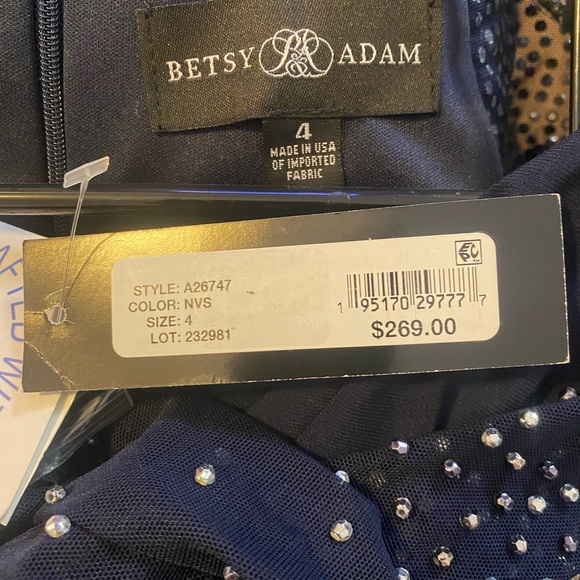 BETSY ADAM
4
MADE IN USA
OF IMPORTED
FABRIC
STYLE: A26747
COLOR: NVS
SIZE: 4
LOT: 232981
1 95170 29777 7
$269.00